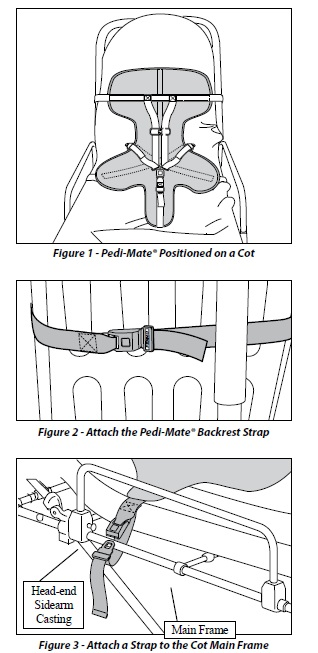 Figure 1 - Pedi-Mate® Positioned on a Cot
Figure 2 - Attach the Pedi-Mate® Backrest Strap
Head-end
Sidearm
Casting
Main Frame
Figure 3 - Attach a Strap to the Cot Main Frame